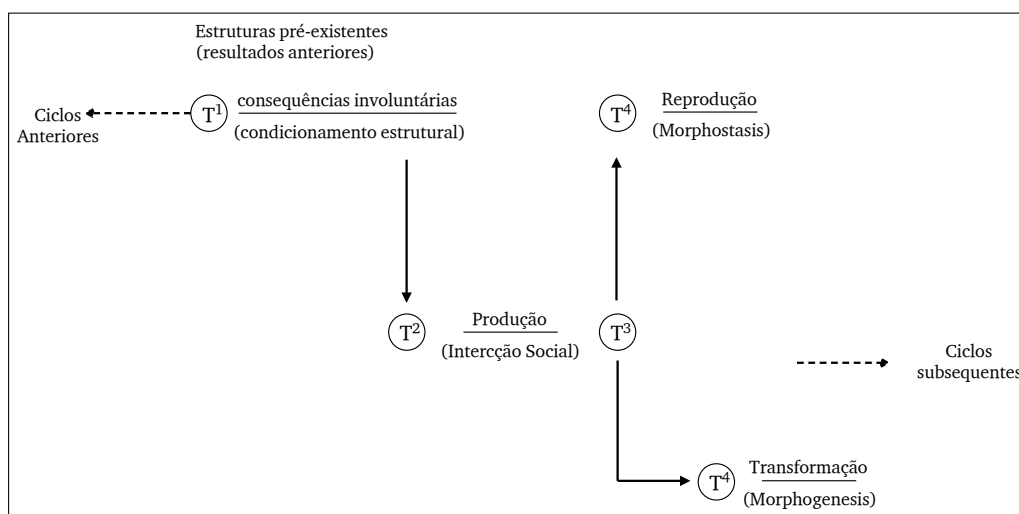 Estruturas pré-existentes
(resultados anteriores)
Ciclos
Anteriores
T¹
consequências involuntárias
(condicionamento estrutural)
T⁴
Reprodução
(Morphostasis)
T²
Produção
(Intercção Social)
T³
Ciclos
subsequentes
T⁴
Transformação
(Morphogenesis)